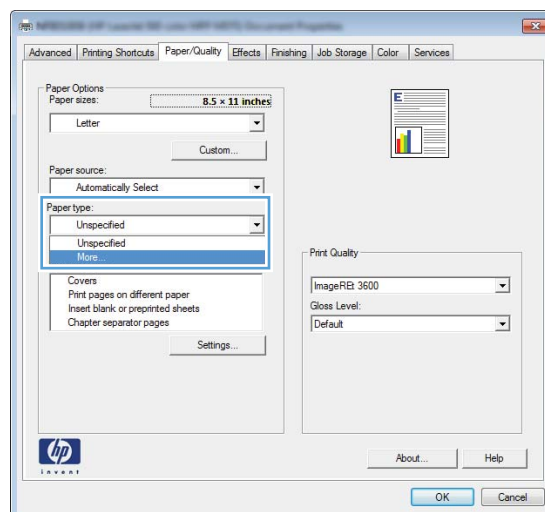 Advanced Printing Shortcuts Paper/Quality Effects Finishing Job Storage Color Services
Paper Options
Paper sizes: 8.5 × 11 inches
Letter
Custom...
Paper source:
Automatically Select
Paper type:
Unspecified
Unspecified
More...
Covers
Print pages on different paper
Insert blank or preprinted sheets
Chapter separator pages
Settings...
E
Print Quality
ImageREt 3600
Gloss Level:
Default
hp
invent
About... Help
OK Cancel